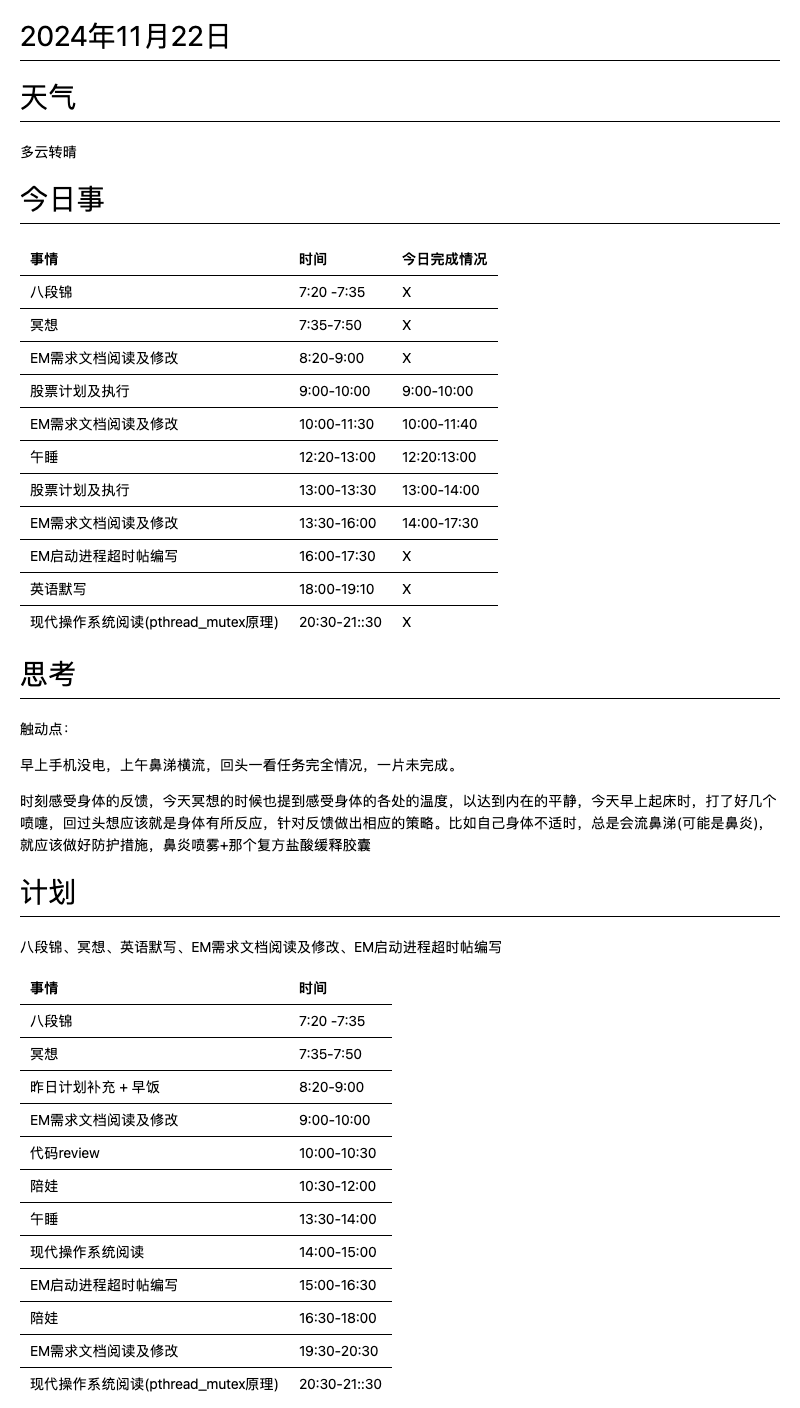 2024年11月22日
天气
多云转晴
今日事
事情 时间 今日完成情况
八段锦 7:20 -7:35 X
冥想 7:35-7:50 X
EM需求文档阅读及修改 8:20-9:00 X
股票计划及执行 9:00-10:00 9:00-10:00
EM需求文档阅读及修改 10:00-11:30 10:00-11:40
午睡 12:20-13:00 12:20:13:00
股票计划及执行 13:00-13:30 13:00-14:00
EM需求文档阅读及修改 13:30-16:00 14:00-17:30
EM启动进程超时帖编写 16:00-17:30 X
英语默写 18:00-19:10 X
现代操作系统阅读(pthread_mutex原理) 20:30-21::30 X
思考
触动点：
早上手机没电，上午鼻涕横流，回头一看任务完全情况，一片未完成。
时刻感受身体的反馈，今天冥想的时候也提到感受身体的各处的温度，以达到内在的平静，今天早上起床时，打了好几个
喷嚏，回过头想应该就是身体有所反应，针对反馈做出相应的策略。比如自己身体不适时，总是会流鼻涕(可能是鼻炎)，
就应该做好防护措施，鼻炎喷雾+那个复方盐酸缓释胶囊
计划
八段锦、冥想、英语默写、EM需求文档阅读及修改、EM启动进程超时帖编写
事情 时间
八段锦 7:20 -7:35
冥想 7:35-7:50
昨日计划补充 + 早饭 8:20-9:00
EM需求文档阅读及修改 9:00-10:00
代码review 10:00-10:30
陪娃 10:30-12:00
午睡 13:30-14:00
现代操作系统阅读 14:00-15:00
EM启动进程超时帖编写 15:00-16:30
陪娃 16:30-18:00
EM需求文档阅读及修改 19:30-20:30
现代操作系统阅读(pthread_mutex原理) 20:30-21::30